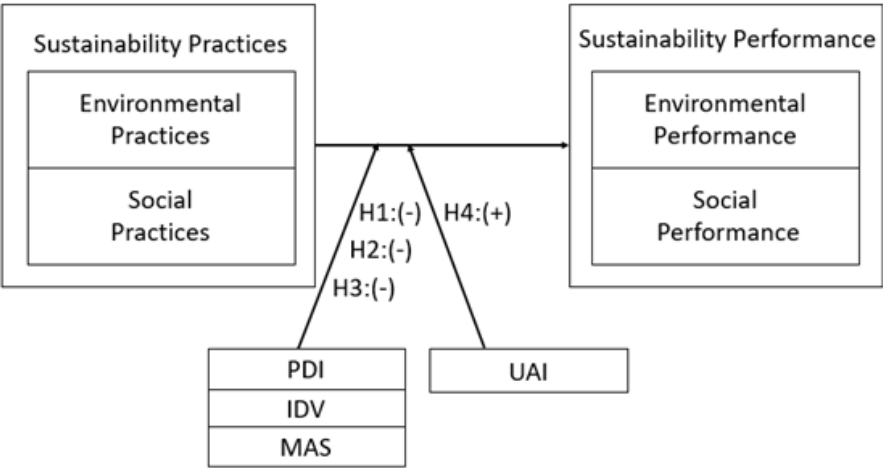 Sustainability Practices
Environmental
Practices
Social
Practices
Sustainability Performance
Environmental
Performance
Social
Performance
H1:(-)
H2:(-)
H3:(-)
H4:(+)
PDI
IDV
MAS
UAI